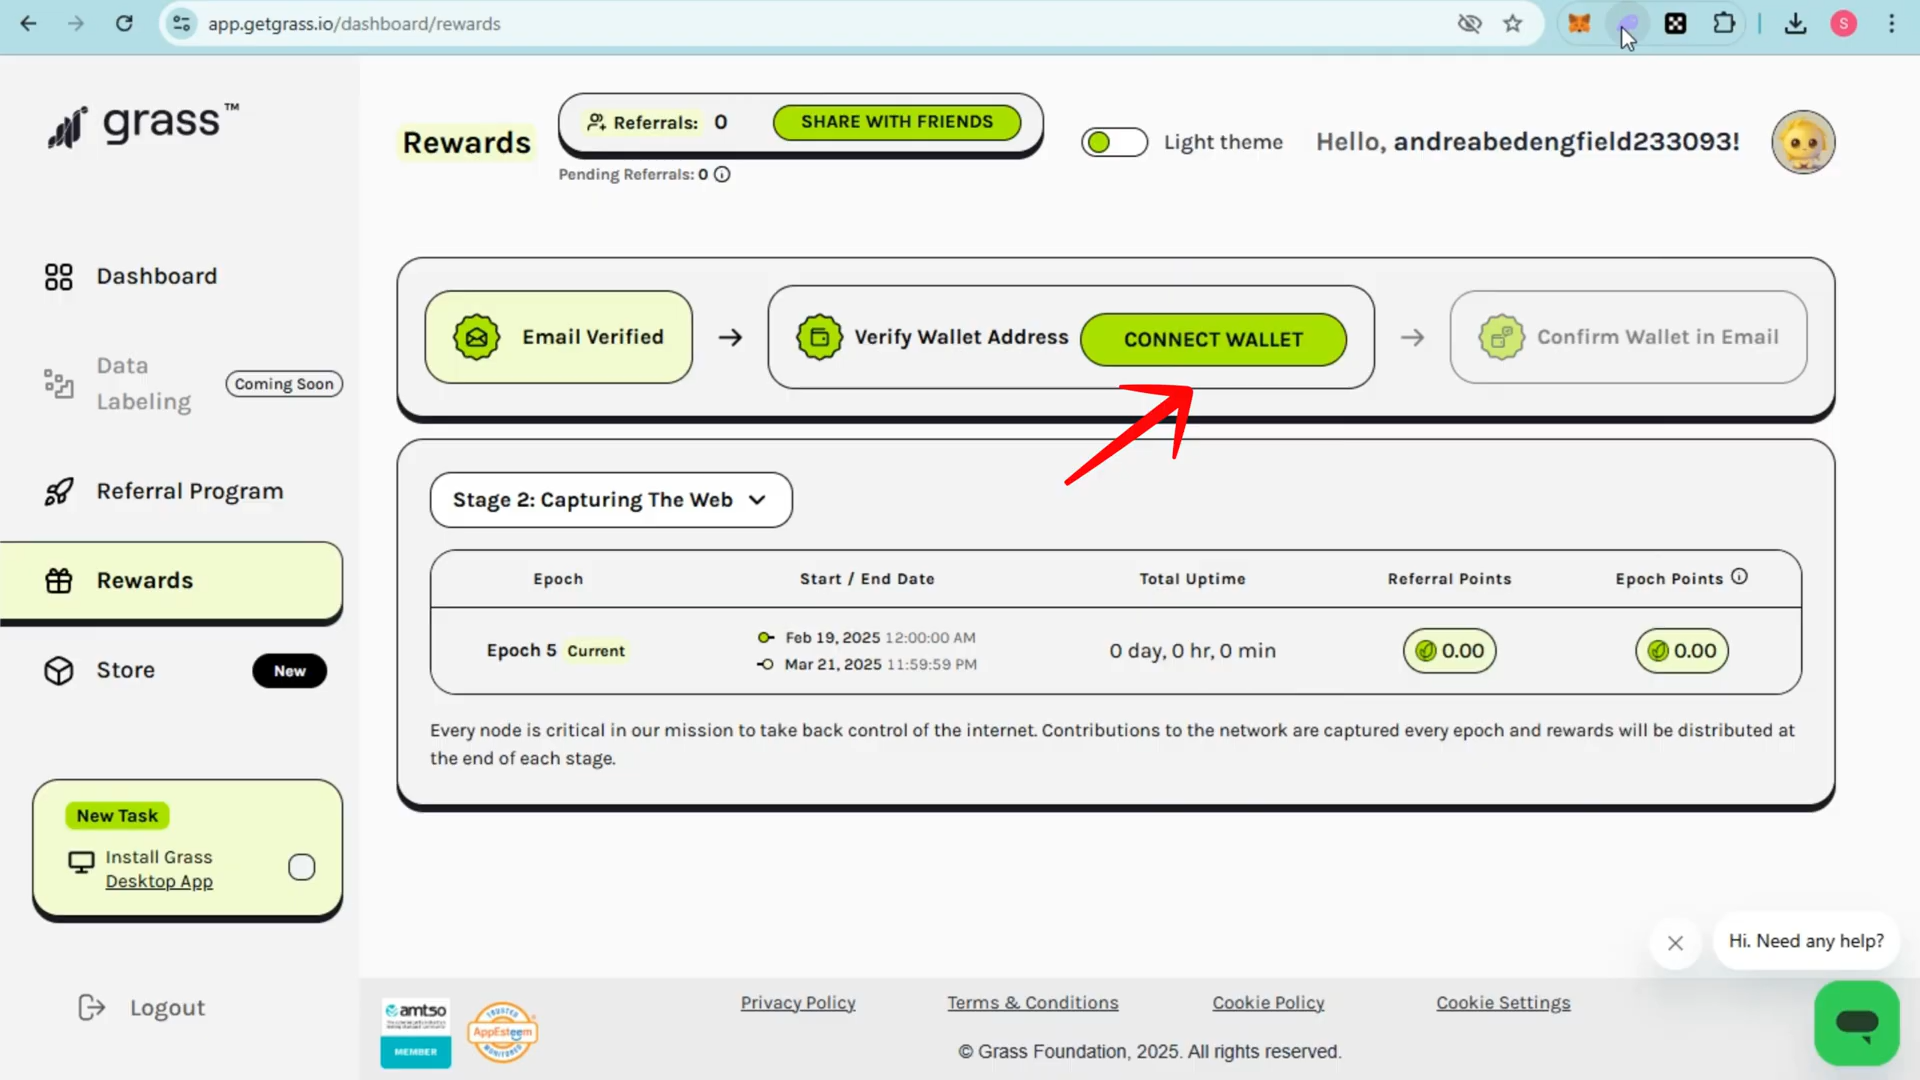 app.getgrass.io/dashboard/rewards
S
grass™
Rewards
Referrals: 0
SHARE WITH FRIENDS
Pending Referrals: 0
Light theme
Hello, andreabedengfield233093!
Dashboard
Data
Labeling
Coming Soon
Referral Program
Rewards
Store
New
Email Verified
Verify Wallet Address
CONNECT WALLET
Confirm Wallet in Email
Stage 2: Capturing The Web
Epoch
Start / End Date
Total Uptime
Referral Points
Epoch Points
Epoch 5 Current
Feb 19, 2025 12:00:00 AM
Mar 21, 2025 11:59:59 PM
0 day, 0 hr, 0 min
0.00
0.00
Every node is critical in our mission to take back control of the internet. Contributions to the network are captured every epoch and rewards will be distributed at
the end of each stage.
New Task
Install Grass
Desktop App
Logout
Hi. Need any help?
amtso
MEMBER
TRUSTED
AppEsteem
MONITORED
Privacy Policy
Terms & Conditions
Cookie Policy
Cookie Settings
© Grass Foundation, 2025. All rights reserved.